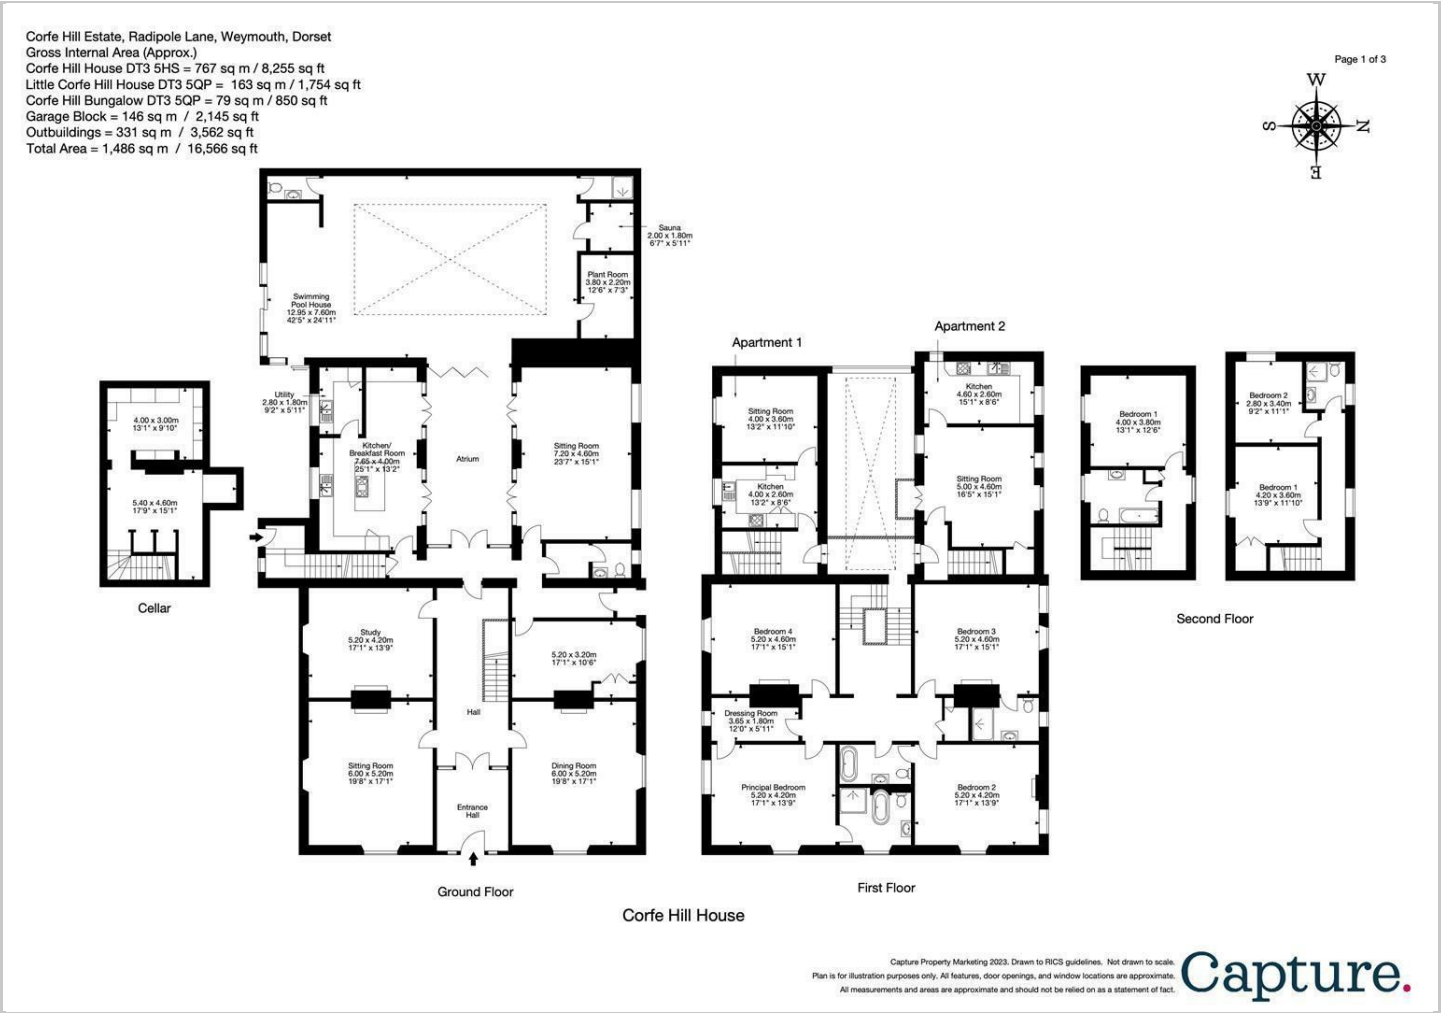 Corfe Hill Estate, Radipole Lane, Weymouth, Dorset
Gross Internal Area (Approx.)
Corfe Hill House DT3 5HS = 767 sq m / 8,255 sq ft
Little Corfe Hill House DT3 5QP = 163 sq m / 1,754 sq ft
Corfe Hill Bungalow DT3 5QP = 79 sq m / 850 sq ft
Garage Block = 146 sq m / 2,145 sq ft
Outbuildings = 331 sq m / 3,562 sq ft
Total Area = 1,486 sq m / 16,566 sq ft
Page 1 of 3
W
S
N
E
Sauna
2.00 x 1.80m
6'7" x 5'11"
Plant Room
3.80 x 2.20m
12'6" x 7'3"
Swimming
Pool House
12.95 x 7.60m
42'5" x 24'11"
Utility
2.80 x 1.80m
9'2" x 5'11"
Kitchen/
Breakfast Room
7.65 x 4.00m
25'1" x 13'2"
Atrium
Sitting Room
7.20 x 4.60m
23'7" x 15'1"
4.00 x 3.00m
13'1" x 9'10"
5.40 x 4.60m
17'9" x 15'1"
Cellar
Study
5.20 x 4.20m
17'1" x 13'9"
5.20 x 3.20m
17'1" x 10'6"
Hall
Sitting Room
6.00 x 5.20m
19'8" x 17'1"
Dining Room
6.00 x 5.20m
19'8" x 17'1"
Entrance
Hall
Ground Floor
Apartment 1
Apartment 2
Sitting Room
4.00 x 3.60m
13'2" x 11'10"
Kitchen
4.00 x 2.60m
13'2" x 8'6"
Kitchen
4.60 x 2.60m
15'1" x 8'6"
Sitting Room
5.00 x 4.60m
16'5" x 15'1"
Bedroom 4
5.20 x 4.60m
17'1" x 15'1"
Bedroom 3
5.20 x 4.60m
17'1" x 15'1"
Dressing Room
3.65 x 1.80m
12'0" x 5'11"
Principal Bedroom
5.20 x 4.20m
17'1" x 13'9"
Bedroom 2
5.20 x 4.20m
17'1" x 13'9"
First Floor
Bedroom 1
4.00 x 3.80m
13'1" x 12'6"
Bedroom 2
2.80 x 3.40m
9'2" x 11'1"
Bedroom 1
4.20 x 3.60m
13'9" x 11'10"
Second Floor
Corfe Hill House
Capture Property Marketing 2023. Drawn to RICS guidelines. Not drawn to scale.
Plan is for illustration purposes only. All features, door openings, and window locations are approximate.
All measurements and areas are approximate and should not be relied on as a statement of fact.
Capture.